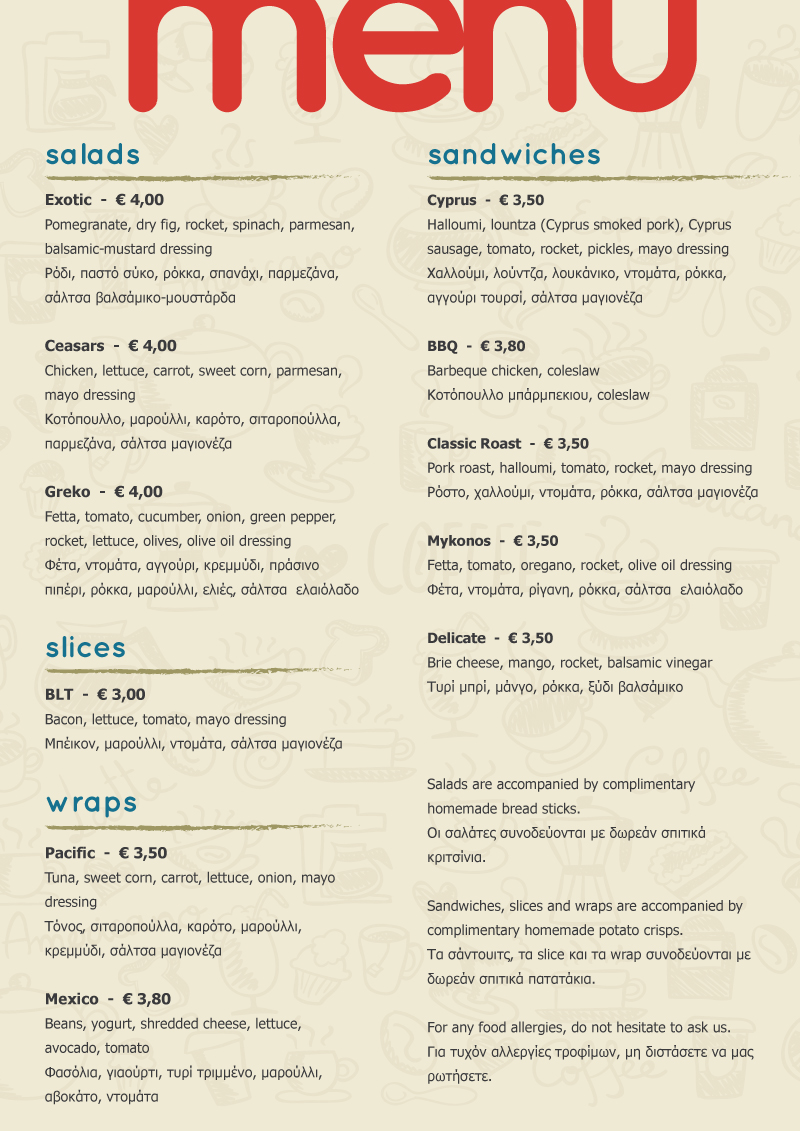 menu
salads
Exotic - € 4,00
Pomegranate, dry fig, rocket, spinach, parmesan,
balsamic-mustard dressing
Ρόδι, παστό σύκο, ρόκκα, σπανάχι, παρμεζάνα,
σάλτσα βαλσάμικο-μουστάρδα
Ceasars - € 4,00
Chicken, lettuce, carrot, sweet corn, parmesan,
mayo dressing
Κοτόπουλλο, μαρούλλι, καρότο, σιταροπούλλα,
παρμεζάνα, σάλτσα μαγιονέζα
Greko - € 4,00
Fetta, tomato, cucumber, onion, green pepper,
rocket, lettuce, olives, olive oil dressing
Φέτα, ντομάτα, αγγούρι, κρεμμύδι, πράσινο
πιπέρι, ρόκκα, μαρούλλι, ελιές, σάλτσα ελαιόλαδο
slices
BLT - € 3,00
Bacon, lettuce, tomato, mayo dressing
Μπέικον, μαρούλλι, ντομάτα, σάλτσα μαγιονέζα
wraps
Pacific - € 3,50
Tuna, sweet corn, carrot, lettuce, onion, mayo
dressing
Τόνος, σιταροπούλλα, καρότο, μαρούλλι,
κρεμμύδι, σάλτσα μαγιονέζα
Mexico - € 3,80
Beans, yogurt, shredded cheese, lettuce,
avocado, tomato
Φασόλια, γιαούρτι, τυρί τριμμένο, μαρούλλι,
αβοκάτο, ντομάτα
sandwiches
Cyprus - € 3,50
Halloumi, lountza (Cyprus smoked pork), Cyprus
sausage, tomato, rocket, pickles, mayo dressing
Χαλλούμι, λούντζα, λουκάνικο, ντομάτα, ρόκκα,
αγγούρι τουρσί, σάλτσα μαγιονέζα
BBQ - € 3,80
Barbeque chicken, coleslaw
Κοτόπουλλο μπάρμπεκιου, coleslaw
Classic Roast - € 3,50
Pork roast, halloumi, tomato, rocket, mayo dressing
Ρόστο, χαλλούμι, ντομάτα, ρόκκα, σάλτσα μαγιονέζα
Mykonos - € 3,50
Fetta, tomato, oregano, rocket, olive oil dressing
Φέτα, ντομάτα, ρίγανη, ρόκκα, σάλτσα ελαιόλαδο
Delicate - € 3,50
Brie cheese, mango, rocket, balsamic vinegar
Τυρί μπρί, μάνγο, ρόκκα, ξύδι βαλσάμικο
Salads are accompanied by complimentary
homemade bread sticks.
Οι σαλάτες συνοδεύονται με δωρεάν σπιτικά
κριτσίνια.
Sandwiches, slices and wraps are accompanied by
complimentary homemade potato crisps.
Τα σάντουιτς, τα slice και τα wrap συνοδεύονται με
δωρεάν σπιτικά πατατάκια.
For any food allergies, do not hesitate to ask us.
Για τυχόν αλλεργίες τροφίμων, μη διστάσετε να μας
ρωτήσετε.